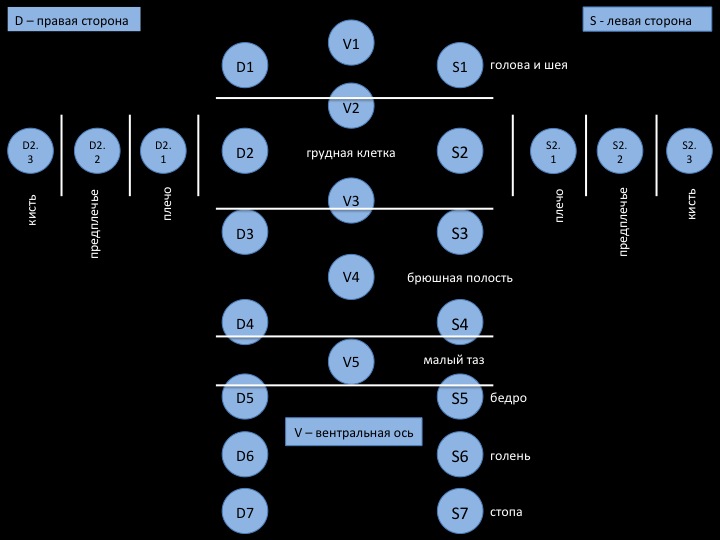 D – правая сторона
S - левая сторона
V1
D1
S1
голова и шея
V2
D2.
3
D2.
2
D2.
1
D2
грудная клетка
S2
S2.
1
S2.
2
S2.
3
кисть
предплечье
плечо
V3
плечо
предплечье
кисть
D3
S3
V4
брюшная полость
D4
S4
V5
малый таз
D5
S5
бедро
V – вентральная ось
D6
S6
голень
D7
S7
стопа